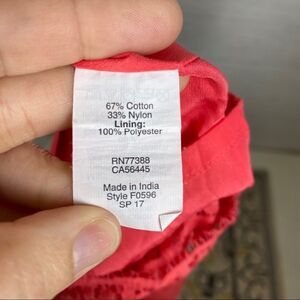 67% Cotton
33% Nylon
Lining:
100% Polyester
RN77388
CA56445
Made in India
Style F0596
SP 17